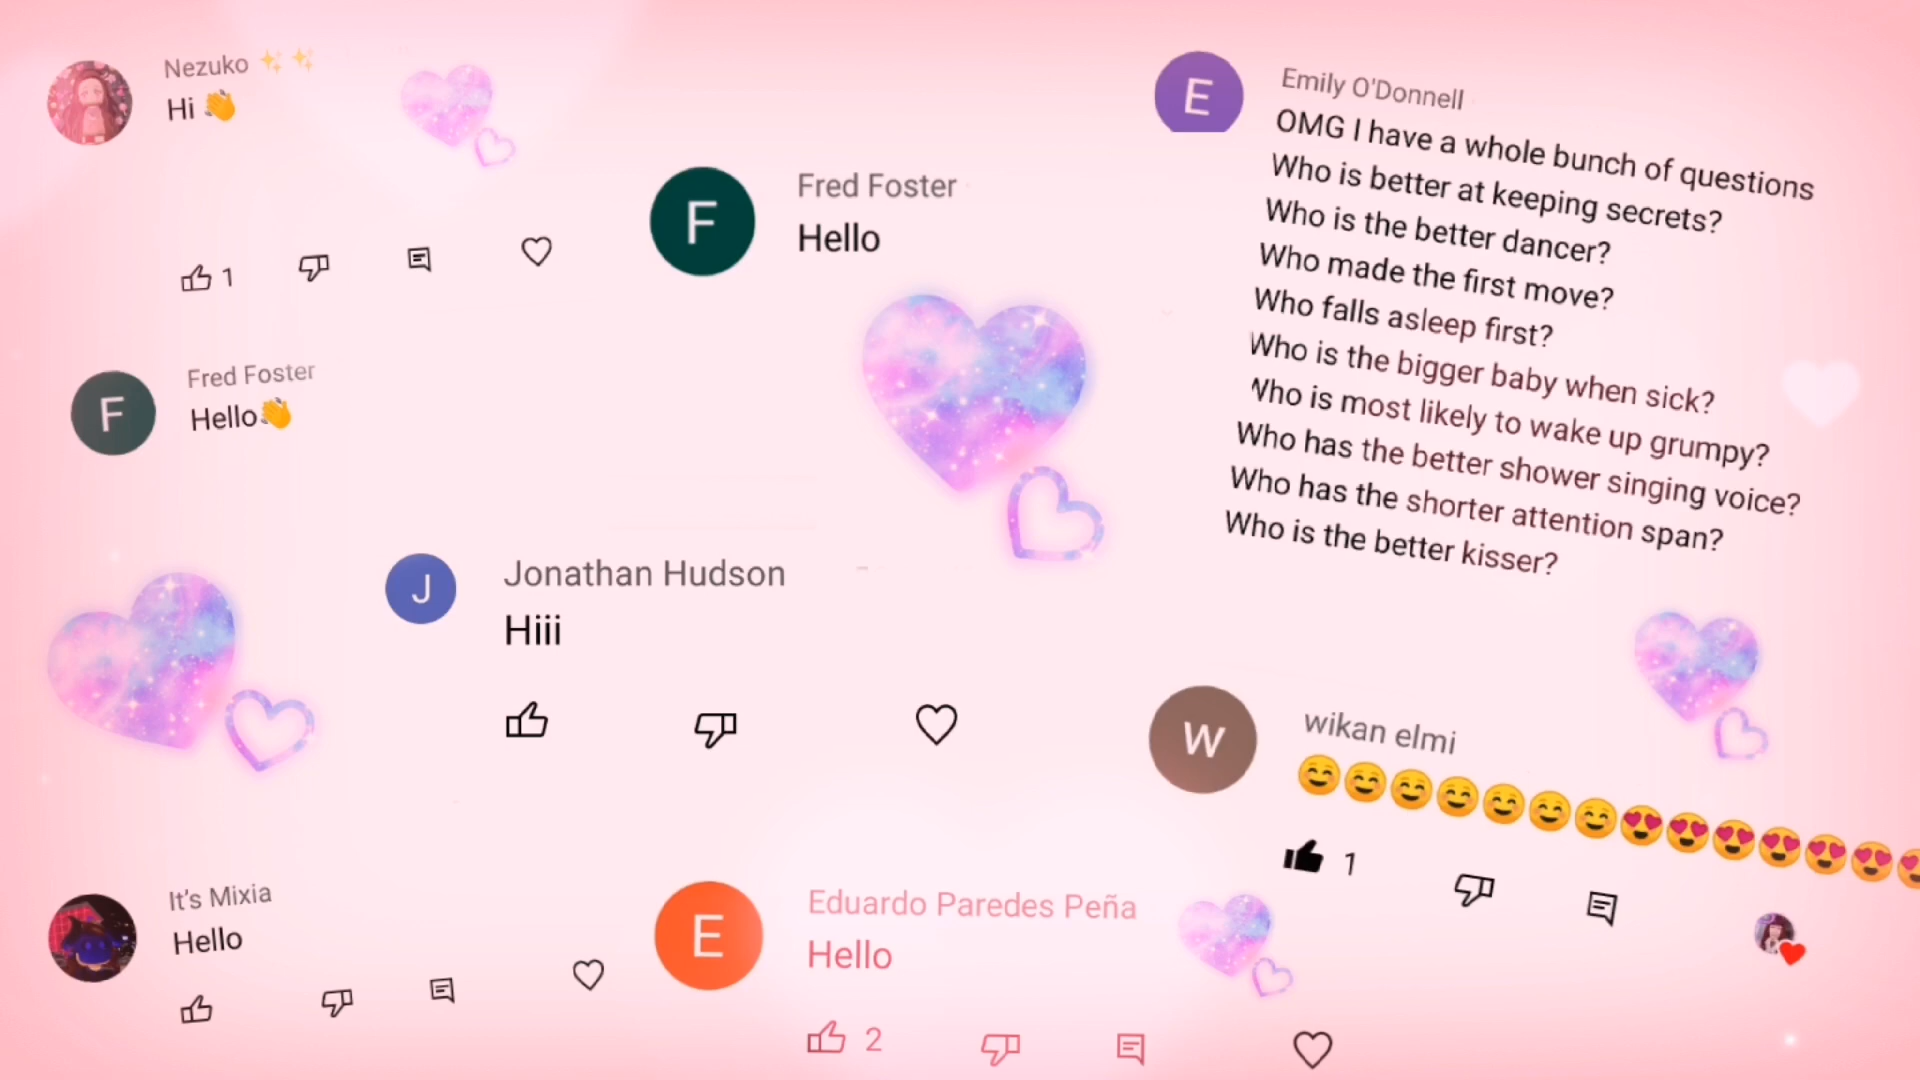 Nezuko ✨ ✨
Hi 👋
1
F
Fred Foster
Hello👋
F
Fred Foster
Hello
J
Jonathan Hudson
Hiii
It's Mixia
Hello
E
Eduardo Paredes Peña
Hello
2
E
Emily O'Donnell
OMG I have a whole bunch of questions
Who is better at keeping secrets?
Who is the better dancer?
Who made the first move?
Who falls asleep first?
Who is the bigger baby when sick?
Who is most likely to wake up grumpy?
Who has the better shower singing voice?
Who has the shorter attention span?
Who is the better kisser?
W
wikan elmi
☺️☺️☺️☺️☺️☺️☺️😍😍😍😍😍😍😍
1